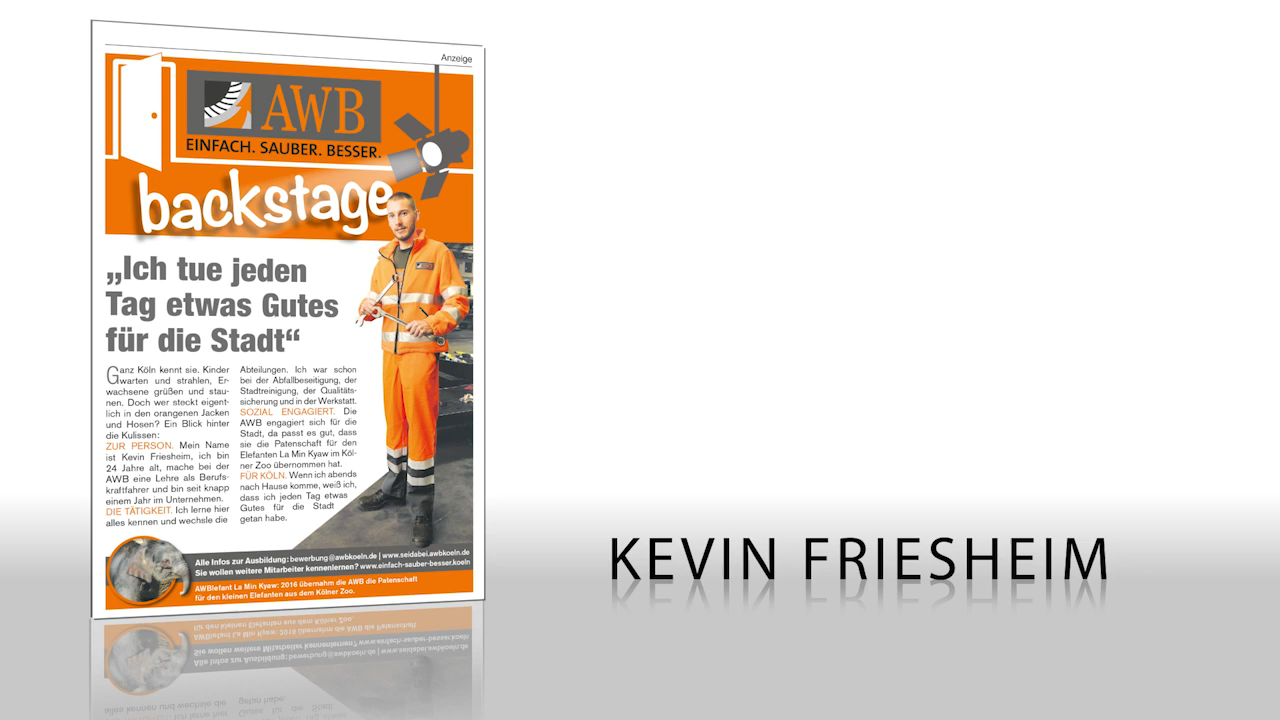 Anzeige
AWB
EINFACH. SAUBER. BESSER.
backstage
„Ich tue jeden
Tag etwas Gutes
für die Stadt“
Ganz Köln kennt sie. Kinder
warten und strahlen, Er-
wachsene grüßen und stau-
nen. Doch wer steckt eigent-
lich in den orangenen Jacken
und Hosen? Ein Blick hinter
die Kulissen:
ZUR PERSON. Mein Name
ist Kevin Friesheim, ich bin
24 Jahre alt, mache bei der
AWB eine Lehre als Berufs-
kraftfahrer und bin seit knapp
einem Jahr im Unternehmen.
DIE TÄTIGKEIT. Ich lerne hier
alles kennen und wechsle die
Abteilungen. Ich war schon
bei der Abfallbeseitigung, der
Stadtreinigung, der Qualitäts-
sicherung und in der Werkstatt.
SOZIAL ENGAGIERT. Die
AWB engagiert sich für die
Stadt, da passt es gut, dass
sie die Patenschaft für den
Elefanten La Min Kyaw im Köl-
ner Zoo übernommen hat.
FÜR KÖLN. Wenn ich abends
nach Hause komme, weiß ich,
dass ich jeden Tag etwas
Gutes für die Stadt
getan habe.
Alle Infos zur Ausbildung: bewerbung@awbkoeln.de | www.seidabei.awbkoeln.de
Sie wollen weitere Mitarbeiter kennenlernen? www.einfach-sauber-besser.koeln
AWBlefant La Min Kyaw: 2016 übernahm die AWB die Patenschaft
für den kleinen Elefanten aus dem Kölner Zoo.
KEVIN FRIESHEIM